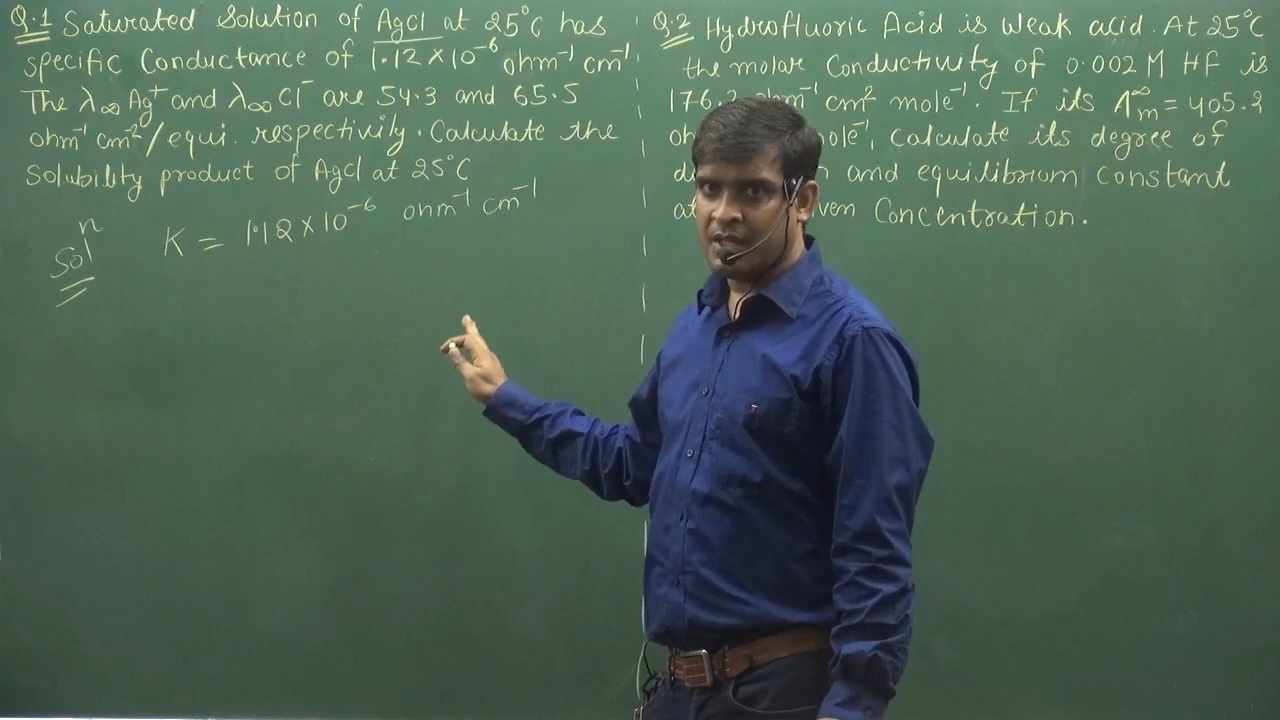 Q.1 Saturated Solution of AgCl at 25°C has
specific Conductance of 1.12×10⁻⁶ ohm⁻¹ cm⁻¹.
The λ∞ Ag⁺ and λ∞ Cl⁻ are 54.3 and 65.5
ohm⁻¹ cm⁻²/equi. respectivily. Calculate the
Solubility product of AgCl at 25°C
Solⁿ K = 1.12×10⁻⁶ ohm⁻¹ cm⁻¹
Q.2 Hydrofluoric Acid is weak acid. At 25°C
the molar Conductivity of 0.002 M HF is
176. ohm⁻¹ cm² mole⁻¹. If its Λ∞m = 405.2
calculate its degree of
and equilibrium constant
Concentration.